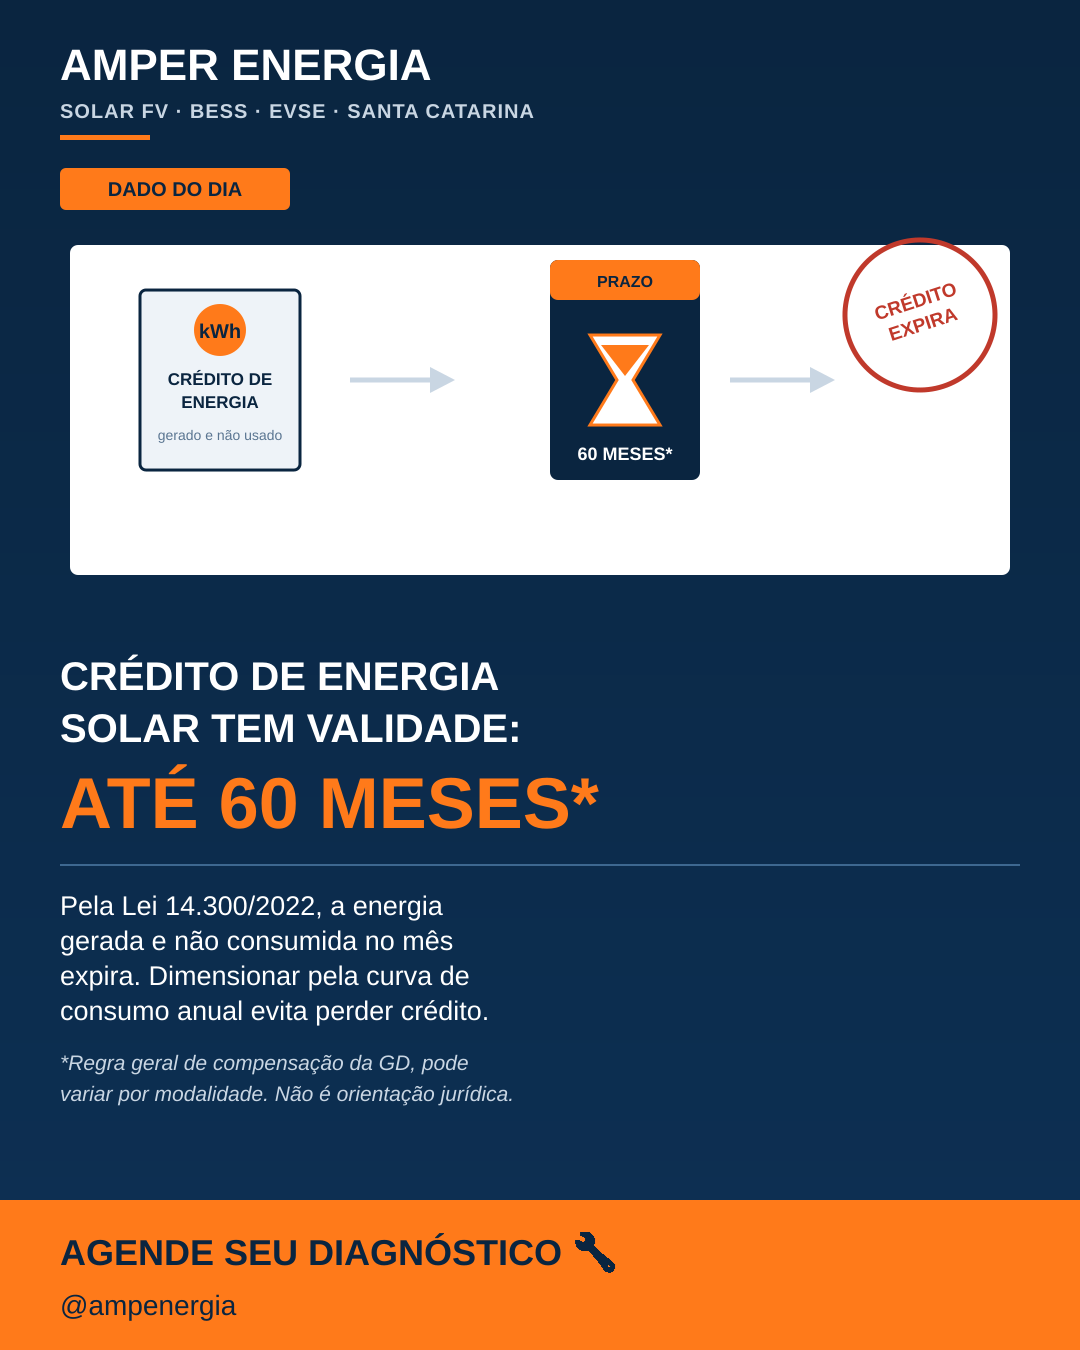 AMPER ENERGIA
SOLAR FV · BESS · EVSE · SANTA CATARINA
DADO DO DIA
kWh
CRÉDITO DE
ENERGIA
gerado e não usado
PRAZO
60 MESES*
CRÉDITO
EXPIRA
CRÉDITO DE ENERGIA
SOLAR TEM VALIDADE:
ATÉ 60 MESES*
Pela Lei 14.300/2022, a energia
gerada e não consumida no mês
expira. Dimensionar pela curva de
consumo anual evita perder crédito.
*Regra geral de compensação da GD, pode
variar por modalidade. Não é orientação jurídica.
AGENDE SEU DIAGNÓSTICO
@ampenergia